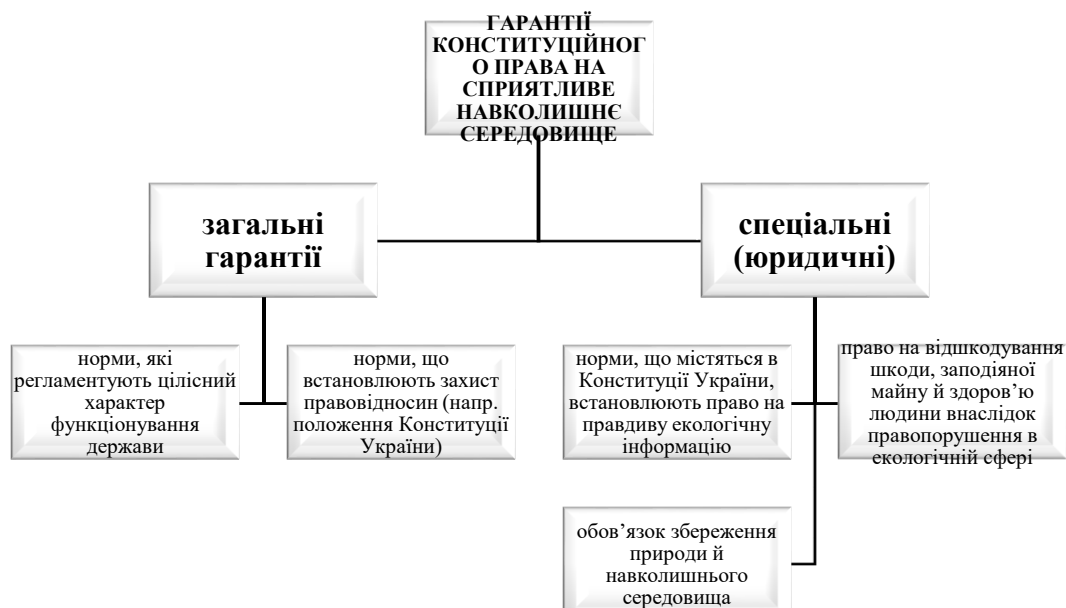 ГАРАНТІЇ
КОНСТИТУЦІЙНОГ
О ПРАВА НА
СПРИЯТЛИВЕ
НАВКОЛИШНЄ
СЕРЕДОВИЩЕ
загальні
гарантії
спеціальні
(юридичні)
норми, які
регламентують цілісний
характер
функціонування
держави
норми, що
встановлюють захист
правовідносин (напр.
положення Конституції
України)
норми, що містяться в
Конституції України,
встановлюють право на
правдиву екологічну
інформацію
право на відшкодування
шкоди, заподіяної
майну й здоров’ю
людини внаслідок
правопорушення в
екологічній сфері
обов’язок збереження
природи й
навколишнього
середовища